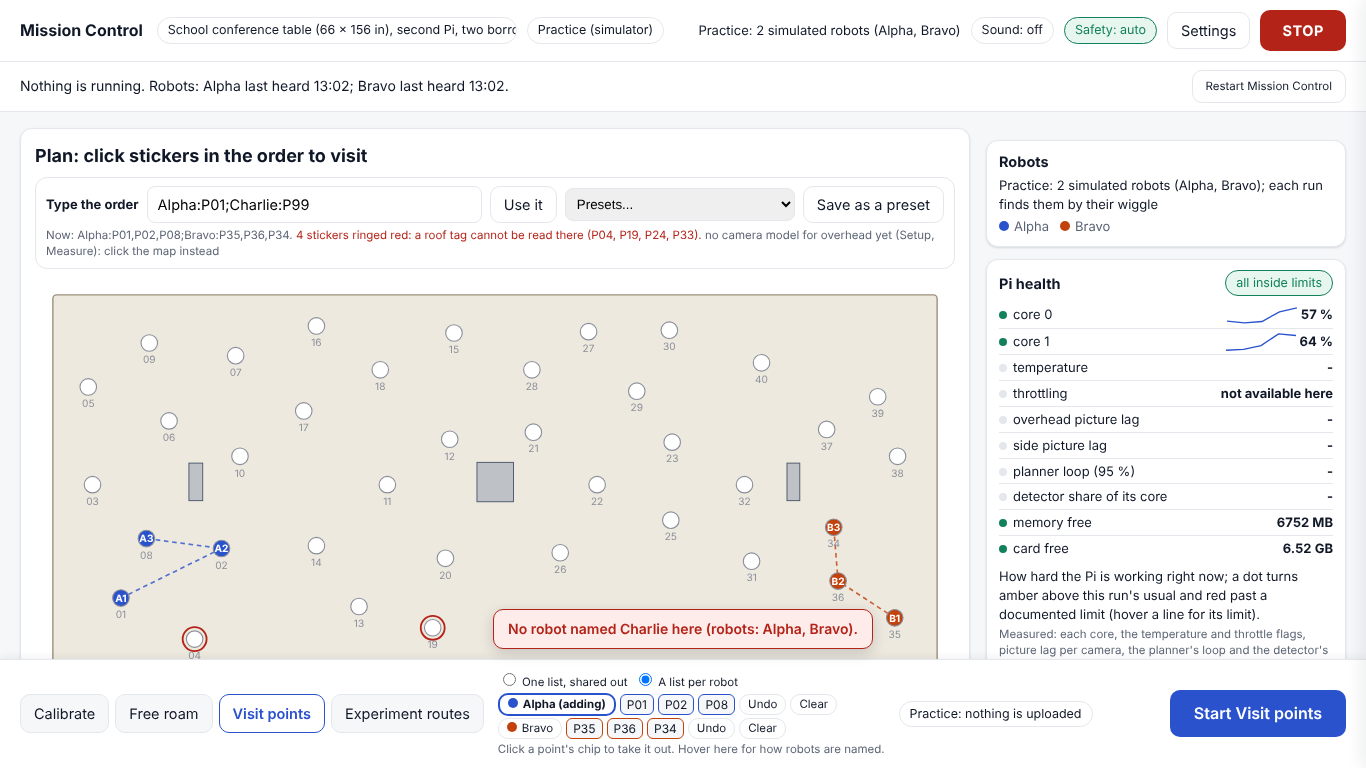 Mission Control
School conference table (66 × 156 in), second Pi, two borro
Practice (simulator)
Practice: 2 simulated robots (Alpha, Bravo)
Sound: off
Safety: auto
Settings
STOP
Nothing is running. Robots: Alpha last heard 13:02; Bravo last heard 13:02.
Restart Mission Control
Plan: click stickers in the order to visit
Type the order
Alpha:P01;Charlie:P99
Use it
Presets...
Save as a preset
Now: Alpha:P01,P02,P08;Bravo:P35,P36,P34. 4 stickers ringed red: a roof tag cannot be read there (P04, P19, P24, P33). no camera model for overhead yet (Setup,
Measure): click the map instead
16
15
27
30
09
07
18
28
40
05
29
39
17
06
12
21
23
37
10
38
03
11
22
32
25
A3
08
A2
02
14
20
26
31
B3
34
B2
36
A1
01
13
B1
35
04
19
No robot named Charlie here (robots: Alpha, Bravo).
Robots
Practice: 2 simulated robots (Alpha, Bravo); each run
finds them by their wiggle
Alpha
Bravo
Pi health
all inside limits
core 0
57 %
core 1
64 %
temperature
-
throttling
not available here
overhead picture lag
-
side picture lag
-
planner loop (95 %)
-
detector share of its core
-
memory free
6752 MB
card free
6.52 GB
How hard the Pi is working right now; a dot turns
amber above this run's usual and red past a
documented limit (hover a line for its limit).
Measured: each core, the temperature and throttle flags,
picture lag per camera, the planner's loop and the detector's
Calibrate
Free roam
Visit points
Experiment routes
One list, shared out
A list per robot
Alpha (adding)
P01
P02
P08
Undo
Clear
Bravo
P35
P36
P34
Undo
Clear
Click a point's chip to take it out. Hover here for how robots are named.
Practice: nothing is uploaded
Start Visit points